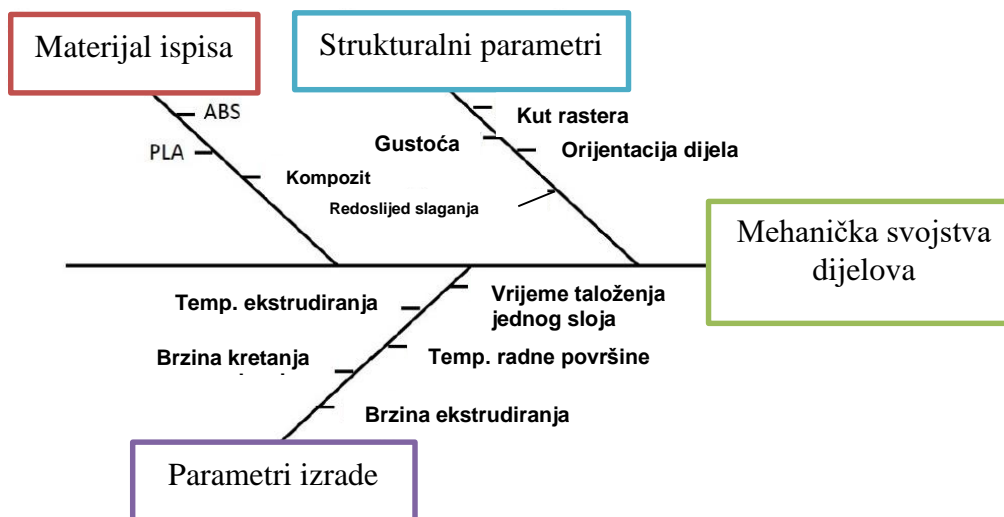 Materijal ispisa
Strukturalni parametri
ABS
PLA
Kompozit
Kut rastera
Gustoća
Orijentacija dijela
Redoslijed slaganja
Mehanička svojstva
dijelova
Temp. ekstrudiranja
Vrijeme taloženja
jednog sloja
Brzina kretanja
Temp. radne površine
Brzina ekstrudiranja
Parametri izrade